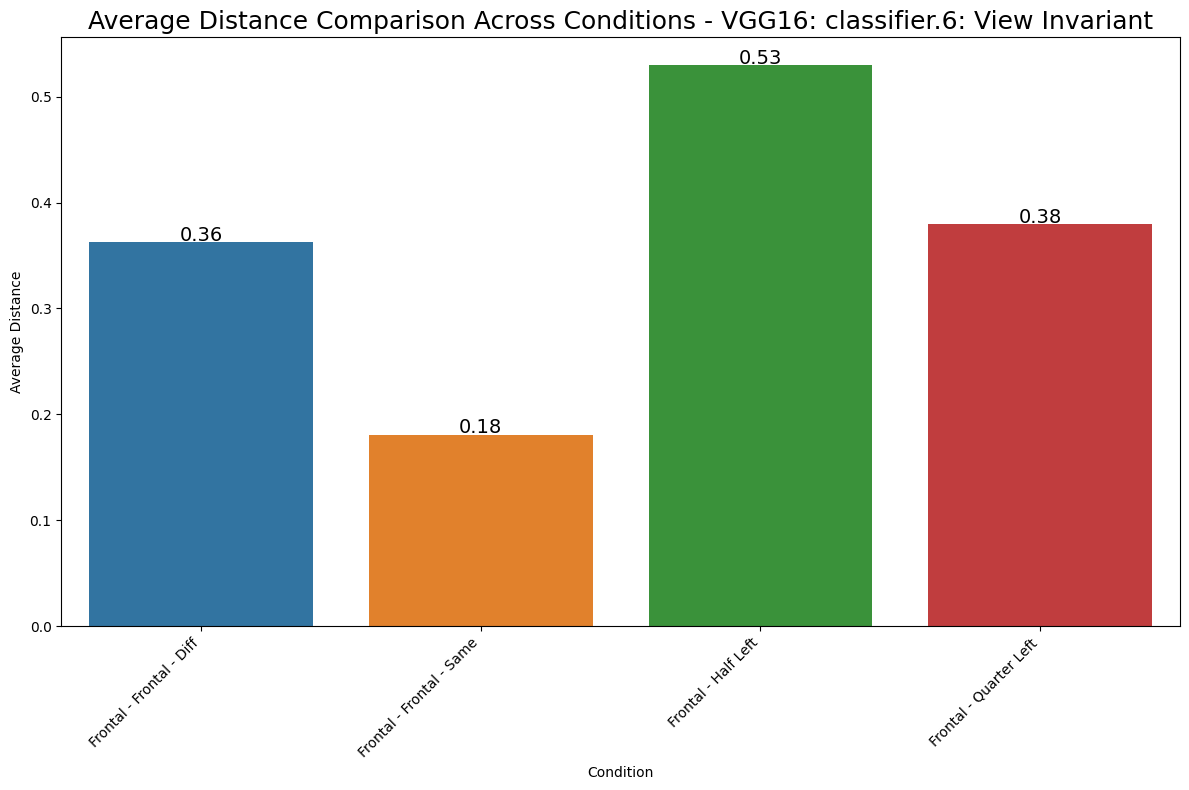 Average Distance Comparison Across Conditions - VGG16: classifier.6: View Invariant
0.53
0.5
0.4
0.38
0.36
0.3
0.2
0.18
0.1
0.0
Average Distance
Frontal - Frontal - Diff
Frontal - Frontal - Same
Frontal - Half Left
Frontal - Quarter Left
Condition